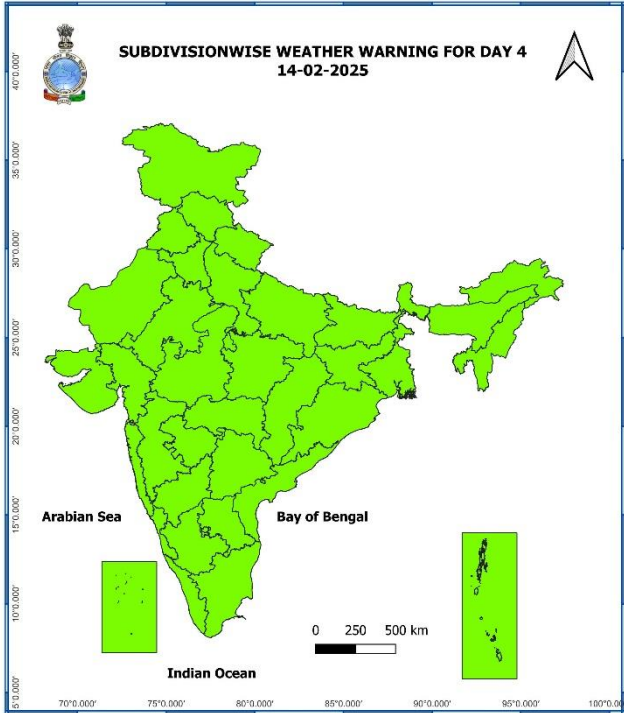 SUBDIVISIONWISE WEATHER WARNING FOR DAY 4
14-02-2025
40°0.000'
35°0.000'
30°0.000'
25°0.000'
20°0.000'
15°0.000'
10°0.000'
5°0.000'
Arabian Sea
Bay of Bengal
0 250 500 km
Indian Ocean
70°0.000' 75°0.000' 80°0.000' 85°0.000' 90°0.000' 95°0.000' 100°0.0